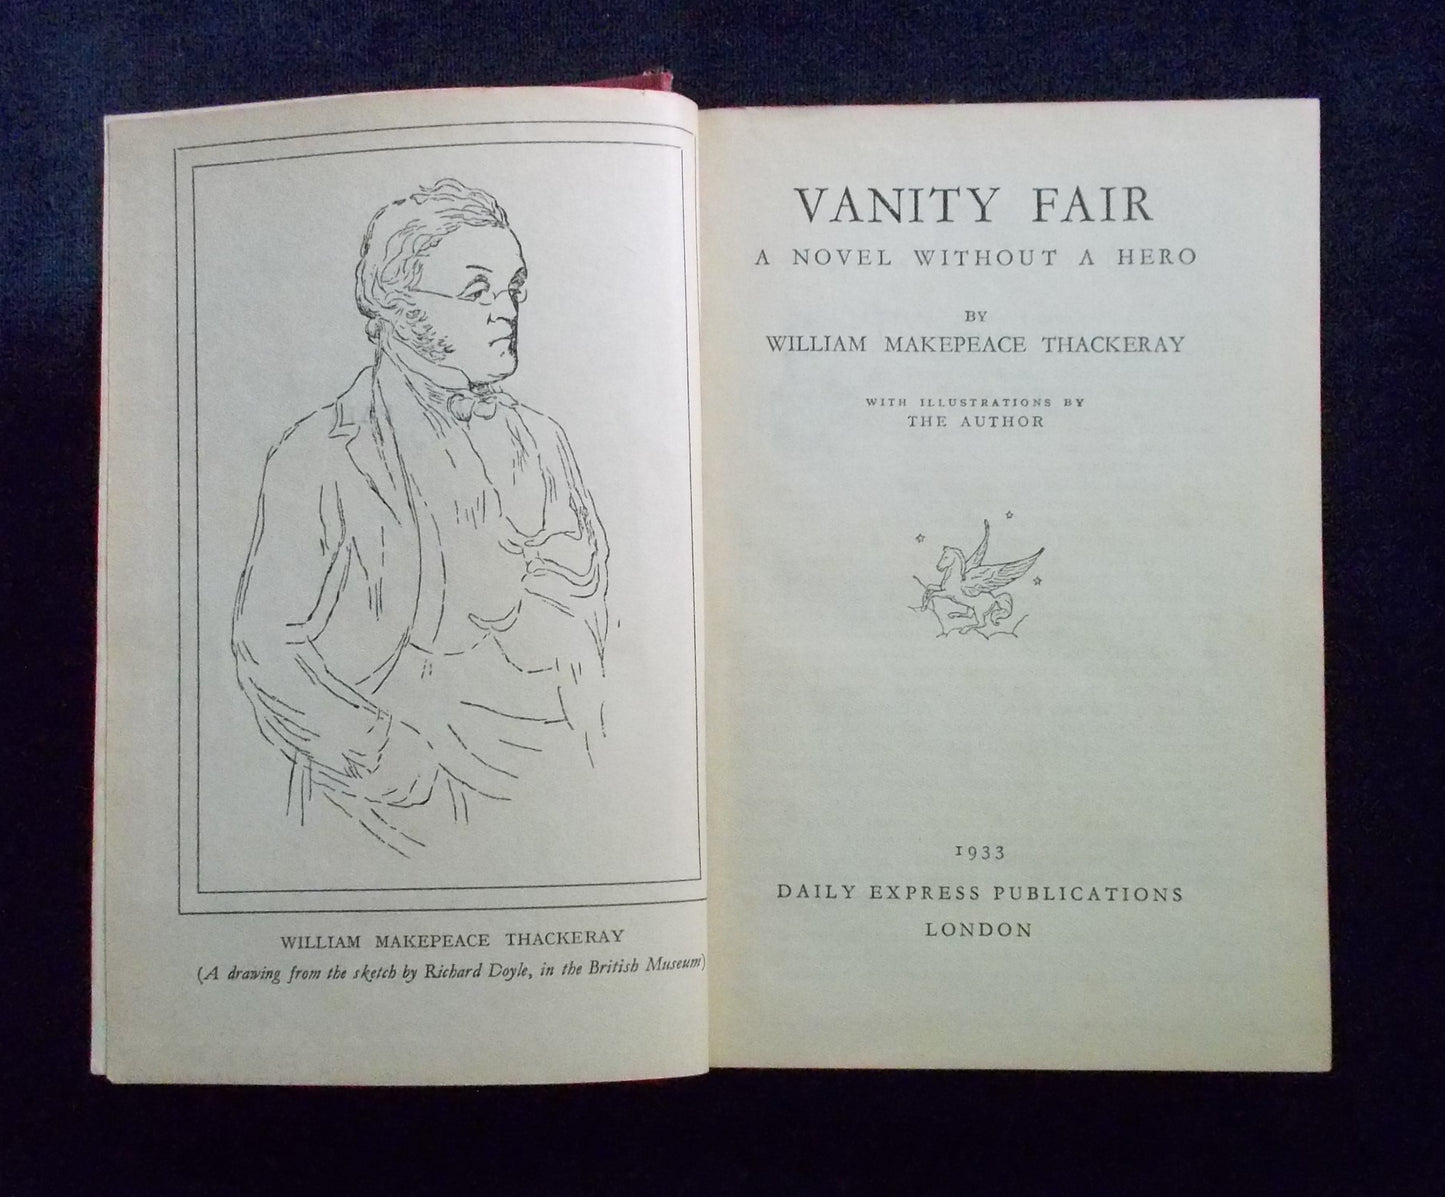 WILLIAM MAKEPEACE THACKERAY
(A drawing from the sketch by Richard Doyle, in the British Museum)
VANITY FAIR
A NOVEL WITHOUT A HERO
BY
WILLIAM MAKEPEACE THACKERAY
WITH ILLUSTRATIONS BY
THE AUTHOR
1933
DAILY EXPRESS PUBLICATIONS
LONDON